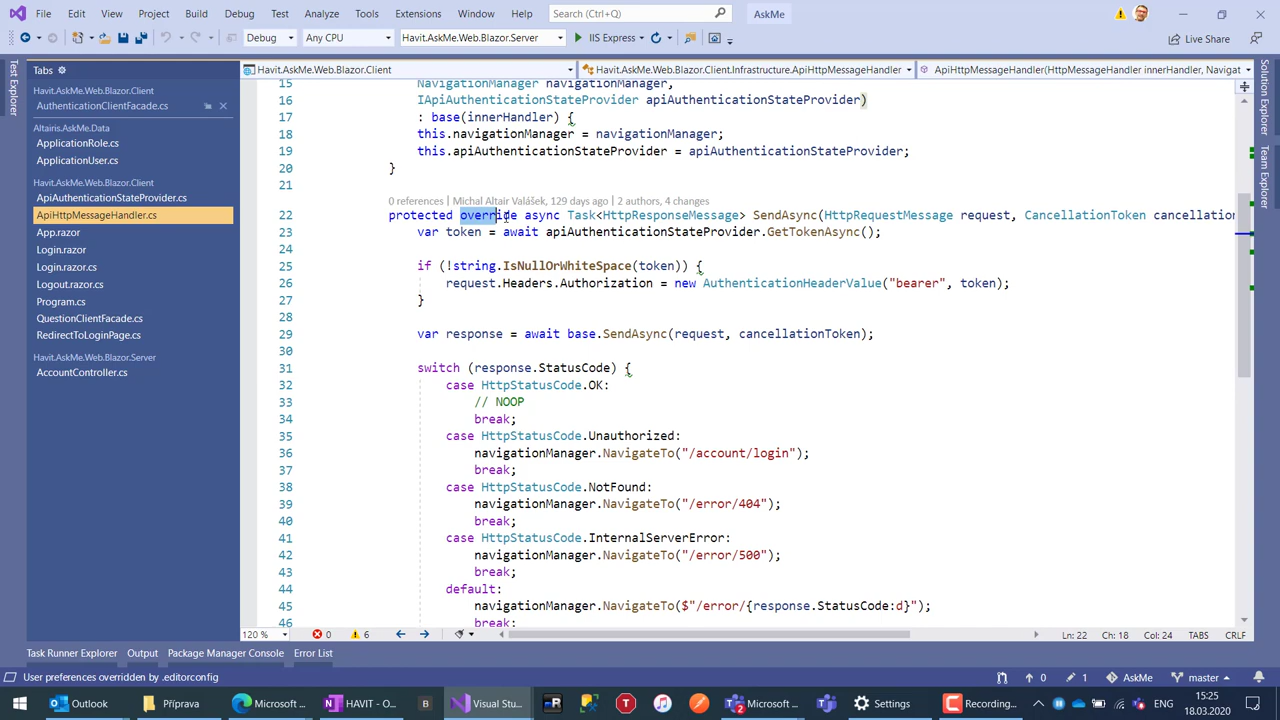 File Edit View Project Build Debug Test Analyze Tools Extensions Window Help Search (Ctrl+Q) AskMe
Debug Any CPU Havit.AskMe.Web.Blazor.Server IIS Express Live Share
Tabs
Test Explorer
Havit.AskMe.Web.Blazor.Client
AuthenticationClientFacade.cs
Altairis.AskMe.Data
ApplicationRole.cs
ApplicationUser.cs
Havit.AskMe.Web.Blazor.Client
ApiAuthenticationStateProvider.cs
ApiHttpMessageHandler.cs
App.razor
Login.razor
Login.razor.cs
Logout.razor.cs
Program.cs
QuestionClientFacade.cs
RedirectToLoginPage.cs
Havit.AskMe.Web.Blazor.Server
AccountController.cs
Havit.AskMe.Web.Blazor.Client Havit.AskMe.Web.Blazor.Client.Infrastructure.ApiHttpMessageHandler ApiHttpMessageHandler(HttpMessageHandler innerHandler, Navigat
15 NavigationManager navigationManager,
16 IApiAuthenticationStateProvider apiAuthenticationStateProvider)
17 : base(innerHandler) {
18 this.navigationManager = navigationManager;
19 this.apiAuthenticationStateProvider = apiAuthenticationStateProvider;
20 }
21
0 references | Michal Altair Valášek, 129 days ago | 2 authors, 4 changes
22 protected override async Task<HttpResponseMessage> SendAsync(HttpRequestMessage request, CancellationToken cancellation
23 var token = await apiAuthenticationStateProvider.GetTokenAsync();
24
25 if (!string.IsNullOrWhiteSpace(token)) {
26 request.Headers.Authorization = new AuthenticationHeaderValue("bearer", token);
27 }
28
29 var response = await base.SendAsync(request, cancellationToken);
30
31 switch (response.StatusCode) {
32 case HttpStatusCode.OK:
33 // NOOP
34 break;
35 case HttpStatusCode.Unauthorized:
36 navigationManager.NavigateTo("/account/login");
37 break;
38 case HttpStatusCode.NotFound:
39 navigationManager.NavigateTo("/error/404");
40 break;
41 case HttpStatusCode.InternalServerError:
42 navigationManager.NavigateTo("/error/500");
43 break;
44 default:
45 navigationManager.NavigateTo($"/error/{response.StatusCode:d}");
46 break;
Solution Explorer
Team Explorer
120 % 0 6 Ln: 22 Ch: 18 Col: 24 TABS CRLF
Task Runner Explorer Output Package Manager Console Error List
User preferences overridden by .editorconfig 0 1 AskMe master
Outlook Příprava Microsoft ... HAVIT - O... Visual Stu... Microsoft ... Settings Recording... ENG 15:25
18.03.2020